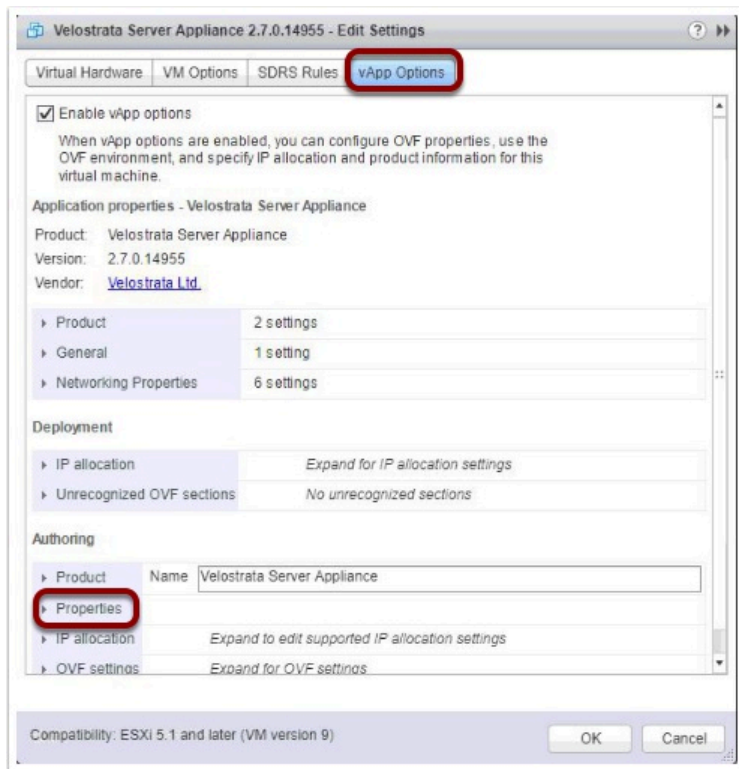 Velostrata Server Appliance 2.7.0.14955 - Edit Settings
Virtual Hardware VM Options SDRS Rules vApp Options
Enable vApp options
When vApp options are enabled, you can configure OVF properties, use the
OVF environment, and specify IP allocation and product information for this
virtual machine.
Application properties - Velostrata Server Appliance
Product: Velostrata Server Appliance
Version: 2.7.0.14955
Vendor: Velostrata Ltd.
Product 2 settings
General 1 setting
Networking Properties 6 settings
Deployment
IP allocation Expand for IP allocation settings
Unrecognized OVF sections No unrecognized sections
Authoring
Product Name Velostrata Server Appliance
Properties
IP allocation Expand to edit supported IP allocation settings
OVF settings Expand for OVF settings
Compatibility: ESXi 5.1 and later (VM version 9) OK Cancel